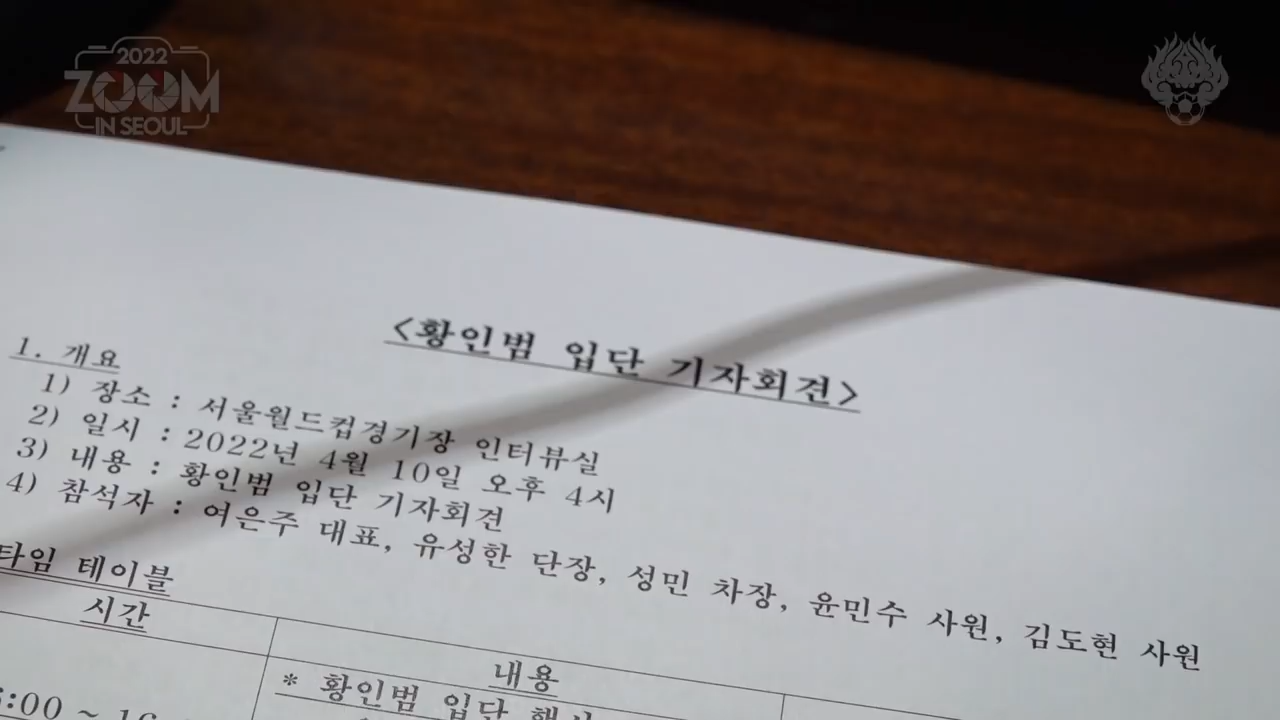 2022
ZOOM
IN SEOUL
<황인범 입단 기자회견>
1. 개요
1) 장소 : 서울월드컵경기장 인터뷰실
2) 일시 : 2022년 4월 10일 오후 4시
3) 내용 : 황인범 입단 기자회견
4) 참석자 : 여은주 대표, 유성한 단장, 성민 차장, 윤민수 사원, 김도현 사원
타임 테이블
시간
내용
:00 ~ 16
* 황인범 입단 행사